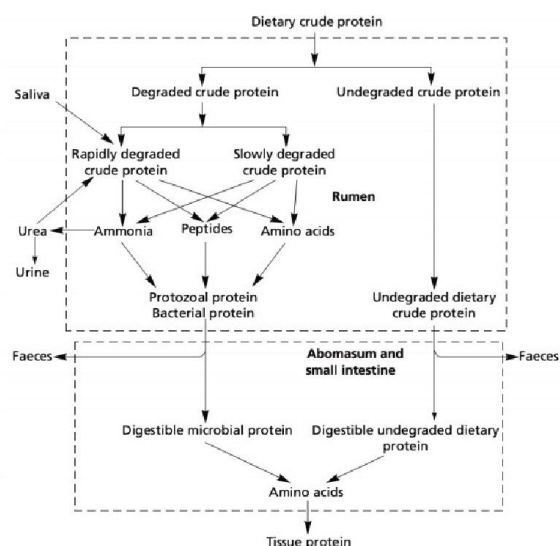 Dietary crude protein
Degraded crude protein
Undegraded crude protein
Saliva
Rapidly degraded
crude protein
Slowly degraded
crude protein
Rumen
Urea
Ammonia
Peptides
Amino acids
Urine
Protozoal protein
Bacterial protein
Undegraded dietary
crude protein
Faeces
Abomasum and
small intestine
Faeces
Digestible microbial protein
Digestible undegraded dietary
protein
Amino acids
Tissue protein